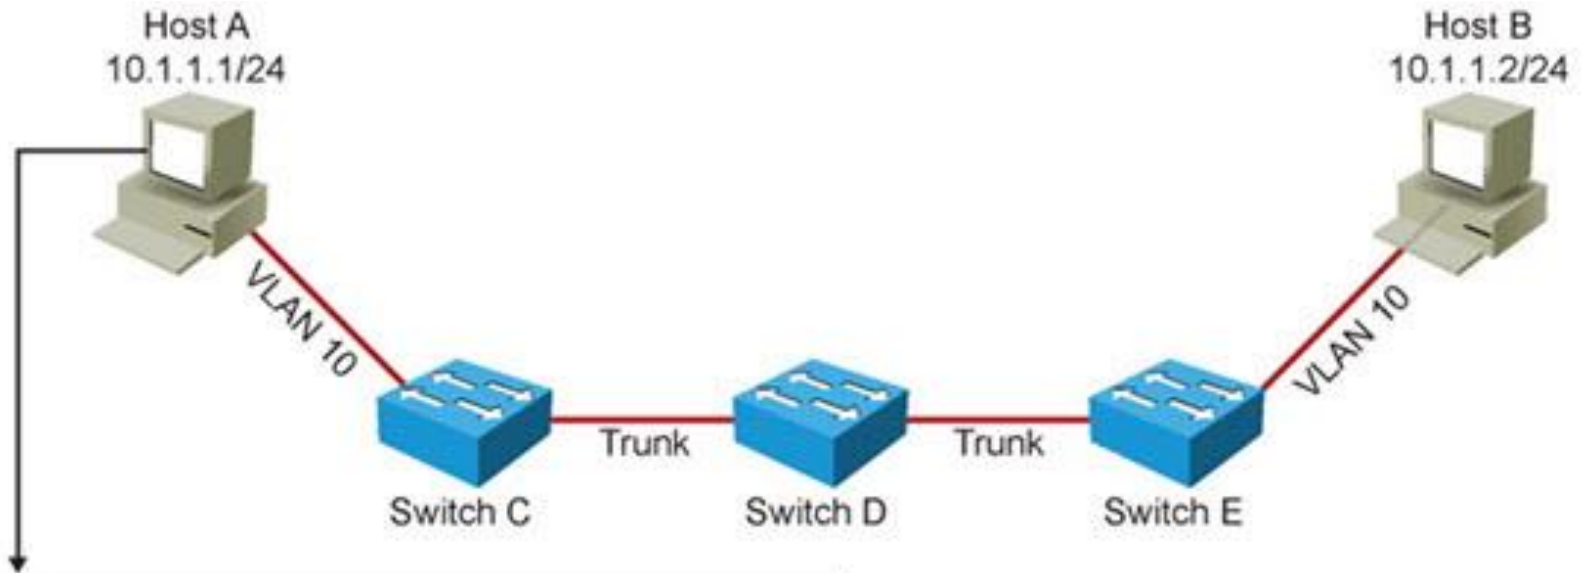 Host A
10.1.1.1/24
Host B
10.1.1.2/24
VLAN 10
VLAN 10
Trunk
Trunk
Switch C
Switch D
Switch E